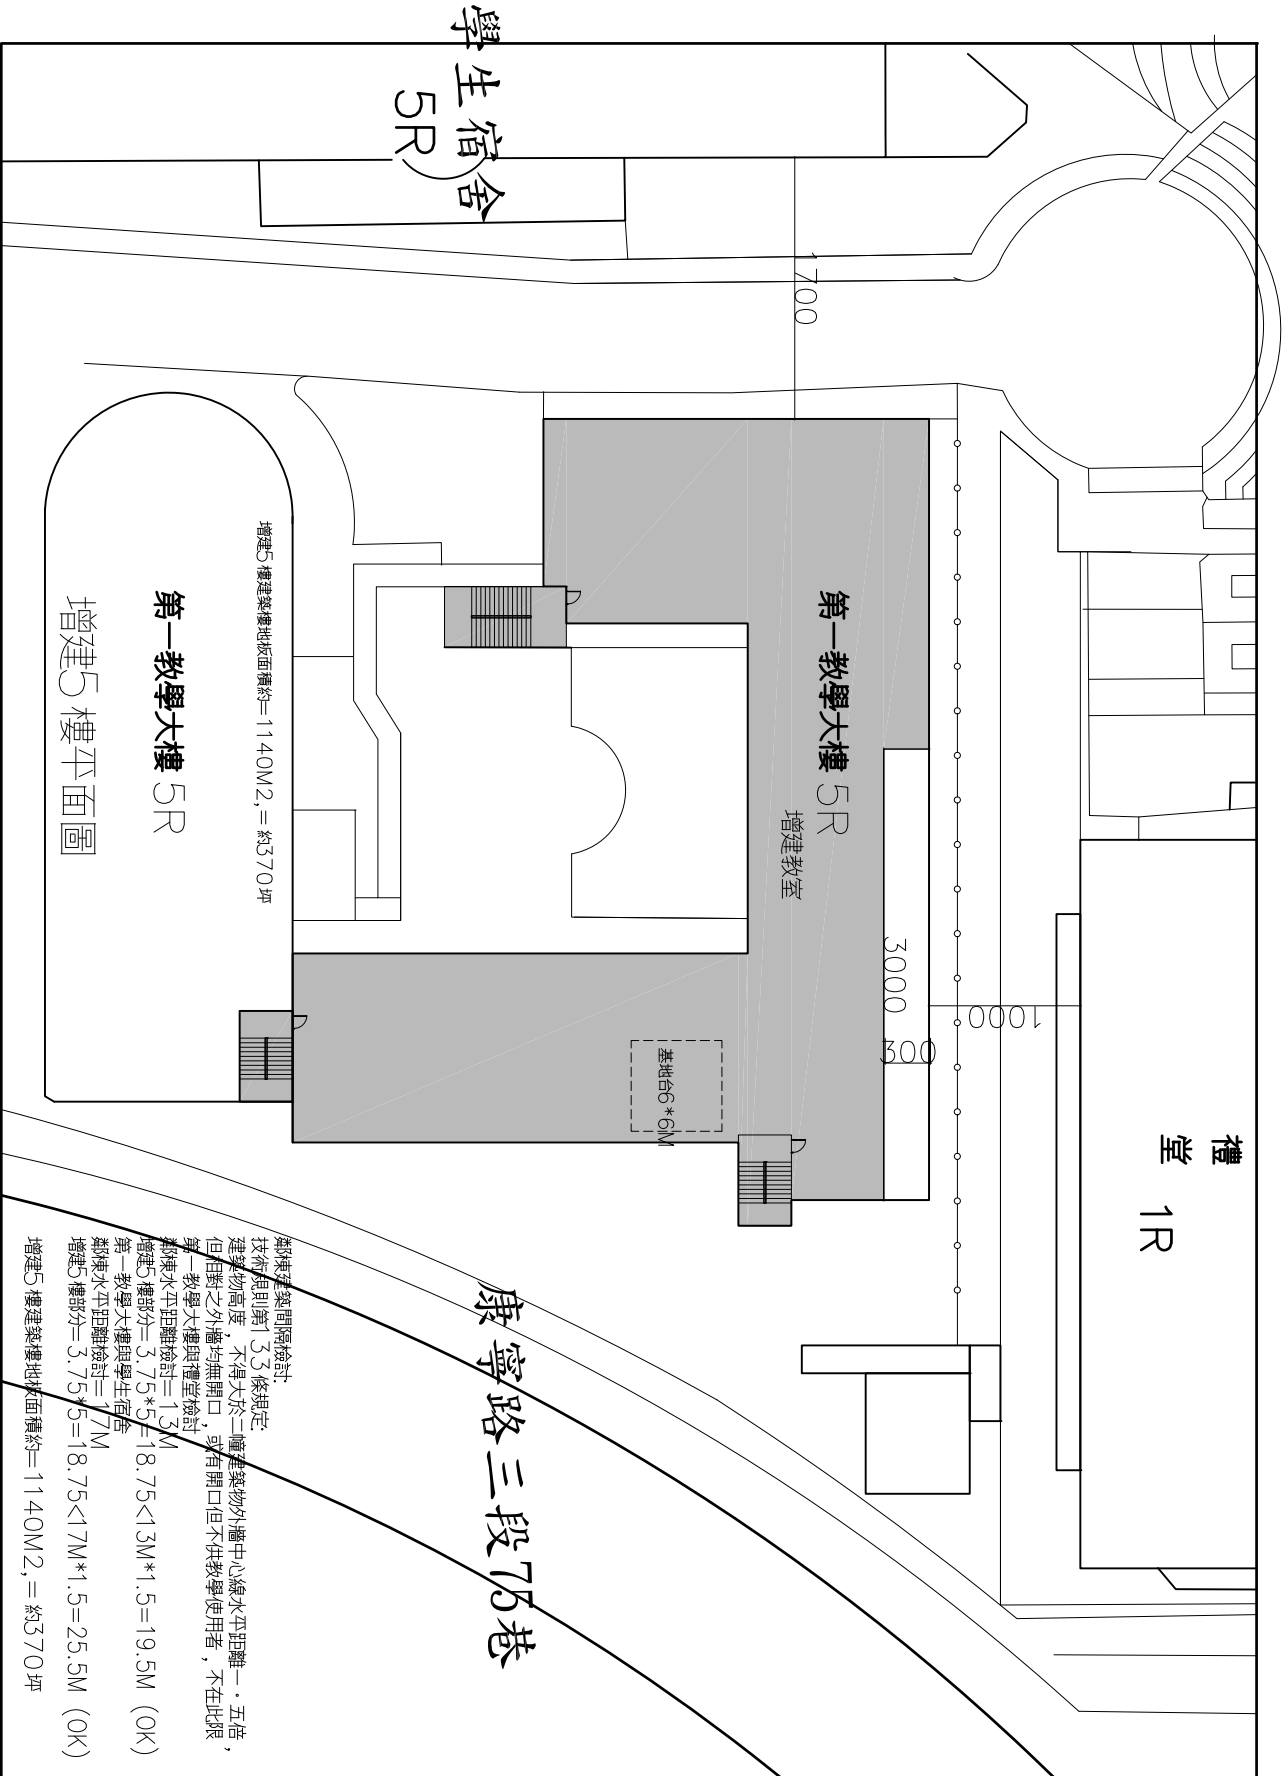 學生宿舍
5R
1700
第一教學大樓 5R
增建教室
3000
300
1000
基地台6*6M
禮
堂
1R
增建5樓建築樓地板面積約=1140M2,=約370坪
第一教學大樓 5R
增建5樓平面圖
康寧路三段75巷
鄰棟建築間隔檢討:
技術規則第133條規定:
建築物高度，不得大於二幢建築物外牆中心線水平距離一．五倍，
但相對之外牆均無開口，或有開口但不供教學使用者，不在此限
第一教學大樓與禮堂檢討
鄰棟水平距離檢討=13M
增建5樓部分=3.75*5=18.75<13M*1.5=19.5M (OK)
第一教學大樓與學生宿舍
鄰棟水平距離檢討=17M
增建5樓部分=3.75*5=18.75<17M*1.5=25.5M (OK)
增建5樓建築樓地板面積約=1140M2,=約370坪